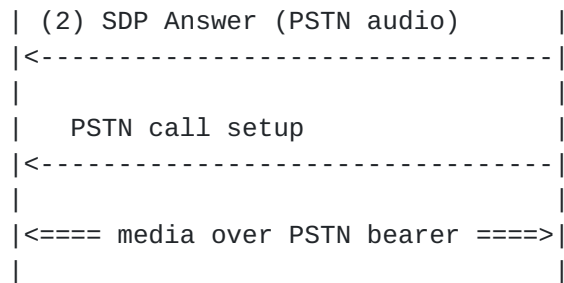 | (2) SDP Answer (PSTN audio)      |
|<---------------------------------|
|                                  |
|   PSTN call setup                |
|<---------------------------------|
|                                  |
|<==== media over PSTN bearer ====>|
|                                  |